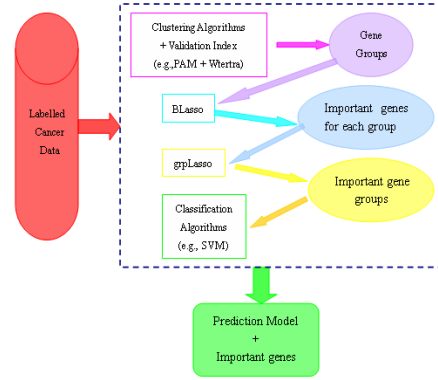 Clustering Algorithms
+ Validation Index
(e.g.,PAM + Wtertra)
Gene
Groups
Labelled
Cancer
Data
BLasso
Important genes
for each group
grpLasso
Important gene
groups
Classification
Algorithms
(e.g., SVM)
Prediction Model
+
Important genes